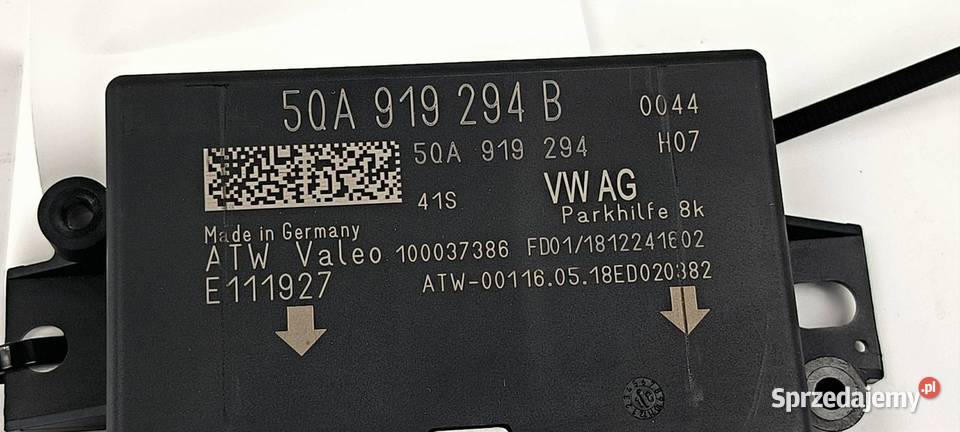 5QA 919 294 B 0044
5QA 919 294 H07
41S VW AG
Parkhilfe 8k
Made in Germany
ATW Valeo 100037386 FD01/1812241602
E111927 ATW-00116.05.18ED020382
Sprzedajemy.pl